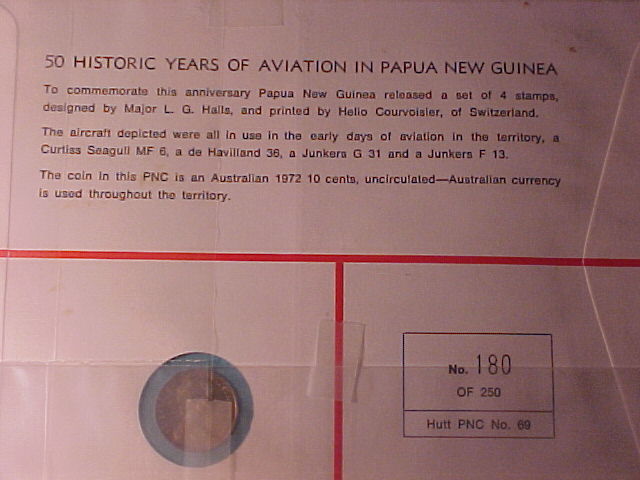 50 HISTORIC YEARS OF AVIATION IN PAPUA NEW GUINEA
To commemorate this anniversary Papua New Guinea released a set of 4 stamps,
designed by Major L. G. Halls, and printed by Helio Courvoisier, of Switzerland.
The aircraft depicted were all in use in the early days of aviation in the territory, a
Curtiss Seagull MF 6, a de Havilland 36, a Junkers G 31 and a Junkers F 13.
The coin in this PNC is an Australian 1972 10 cents, uncirculated—Australian currency
is used throughout the territory.
No. 180
OF 250
Hutt PNC No. 69